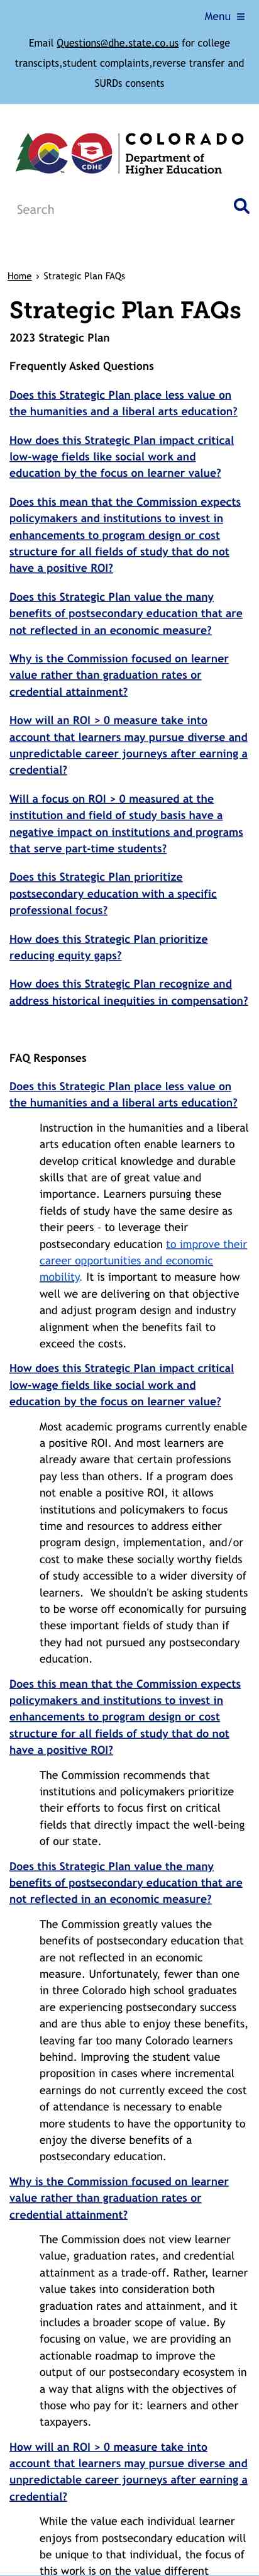 Menu ≡
Email Questions@dhe.state.co.us for college
transcipts,student complaints,reverse transfer and
SURDs consents
CO
CDHE
COLORADO
Department of
Higher Education
Search
Home › Strategic Plan FAQs
Strategic Plan FAQs
2023 Strategic Plan
Frequently Asked Questions
Does this Strategic Plan place less value on
the humanities and a liberal arts education?
How does this Strategic Plan impact critical
low-wage fields like social work and
education by the focus on learner value?
Does this mean that the Commission expects
policymakers and institutions to invest in
enhancements to program design or cost
structure for all fields of study that do not
have a positive ROI?
Does this Strategic Plan value the many
benefits of postsecondary education that are
not reflected in an economic measure?
Why is the Commission focused on learner
value rather than graduation rates or
credential attainment?
How will an ROI > 0 measure take into
account that learners may pursue diverse and
unpredictable career journeys after earning a
credential?
Will a focus on ROI > 0 measured at the
institution and field of study basis have a
negative impact on institutions and programs
that serve part-time students?
Does this Strategic Plan prioritize
postsecondary education with a specific
professional focus?
How does this Strategic Plan prioritize
reducing equity gaps?
How does this Strategic Plan recognize and
address historical inequities in compensation?
FAQ Responses
Does this Strategic Plan place less value on
the humanities and a liberal arts education?
Instruction in the humanities and a liberal
arts education often enable learners to
develop critical knowledge and durable
skills that are of great value and
importance. Learners pursuing these
fields of study have the same desire as
their peers – to leverage their
postsecondary education to improve their
career opportunities and economic
mobility. It is important to measure how
well we are delivering on that objective
and adjust program design and industry
alignment when the benefits fail to
exceed the costs.
How does this Strategic Plan impact critical
low-wage fields like social work and
education by the focus on learner value?
Most academic programs currently enable
a positive ROI. And most learners are
already aware that certain professions
pay less than others. If a program does
not enable a positive ROI, it allows
institutions and policymakers to focus
time and resources to address either
program design, implementation, and/or
cost to make these socially worthy fields
of study accessible to a wider diversity of
learners.  We shouldn't be asking students
to be worse off economically for pursuing
these important fields of study than if
they had not pursued any postsecondary
education.
Does this mean that the Commission expects
policymakers and institutions to invest in
enhancements to program design or cost
structure for all fields of study that do not
have a positive ROI?
The Commission recommends that
institutions and policymakers prioritize
their efforts to focus first on critical
fields that directly impact the well-being
of our state.
Does this Strategic Plan value the many
benefits of postsecondary education that are
not reflected in an economic measure?
The Commission greatly values the
benefits of postsecondary education that
are not reflected in an economic
measure. Unfortunately, fewer than one
in three Colorado high school graduates
are experiencing postsecondary success
and are thus able to enjoy these benefits,
leaving far too many Colorado learners
behind. Improving the student value
proposition in cases where incremental
earnings do not currently exceed the cost
of attendance is necessary to enable
more students to have the opportunity to
enjoy the diverse benefits of a
postsecondary education.
Why is the Commission focused on learner
value rather than graduation rates or
credential attainment?
The Commission does not view learner
value, graduation rates, and credential
attainment as a trade-off. Rather, learner
value takes into consideration both
graduation rates and attainment, and it
includes a broader scope of value. By
focusing on value, we are providing an
actionable roadmap to improve the
output of our postsecondary ecosystem in
a way that aligns with the objectives of
those who pay for it: learners and other
taxpayers.
How will an ROI > 0 measure take into
account that learners may pursue diverse and
unpredictable career journeys after earning a
credential?
While the value each individual learner
enjoys from postsecondary education will
be unique to that individual, the focus of
this work is on the value different